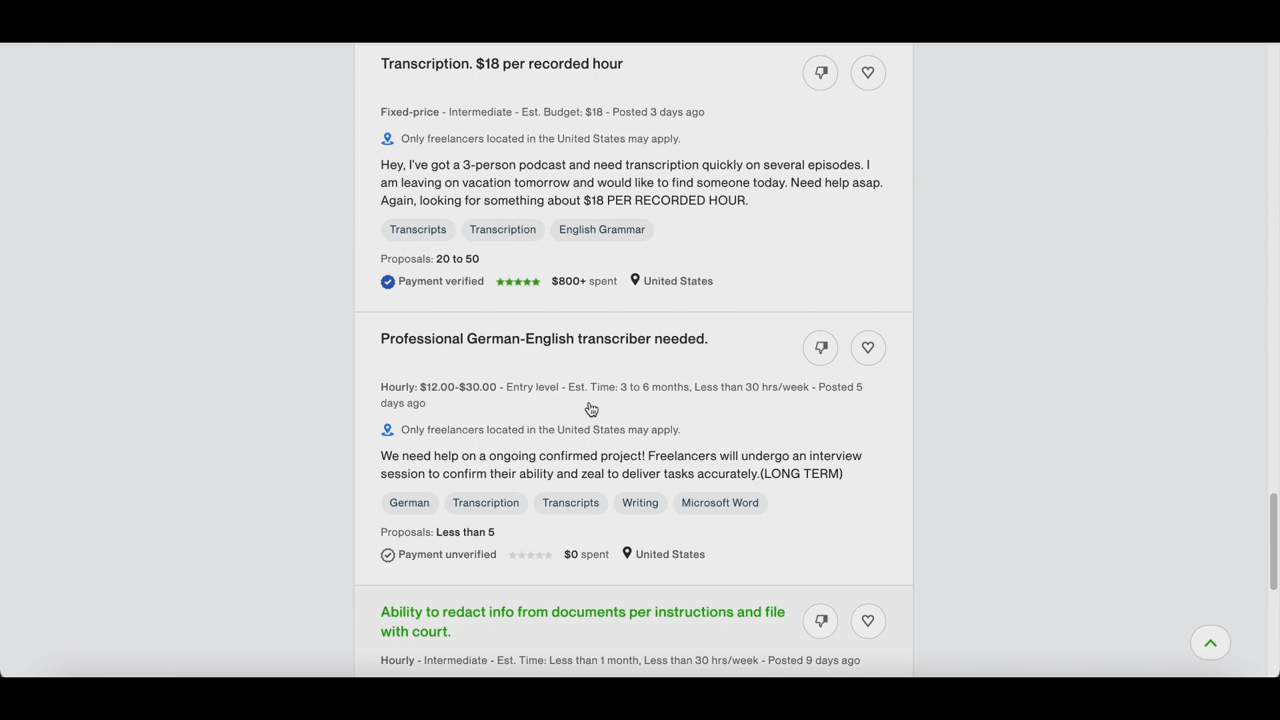 Transcription. $18 per recorded hour
Fixed-price - Intermediate - Est. Budget: $18 - Posted 3 days ago
Only freelancers located in the United States may apply.
Hey, I've got a 3-person podcast and need transcription quickly on several episodes. I
am leaving on vacation tomorrow and would like to find someone today. Need help asap.
Again, looking for something about $18 PER RECORDED HOUR.
Transcripts Transcription English Grammar
Proposals: 20 to 50
Payment verified $800+ spent United States
Professional German-English transcriber needed.
Hourly: $12.00-$30.00 - Entry level - Est. Time: 3 to 6 months, Less than 30 hrs/week - Posted 5
days ago
Only freelancers located in the United States may apply.
We need help on a ongoing confirmed project! Freelancers will undergo an interview
session to confirm their ability and zeal to deliver tasks accurately.(LONG TERM)
German Transcription Transcripts Writing Microsoft Word
Proposals: Less than 5
Payment unverified $0 spent United States
Ability to redact info from documents per instructions and file
with court.
Hourly - Intermediate - Est. Time: Less than 1 month, Less than 30 hrs/week - Posted 9 days ago